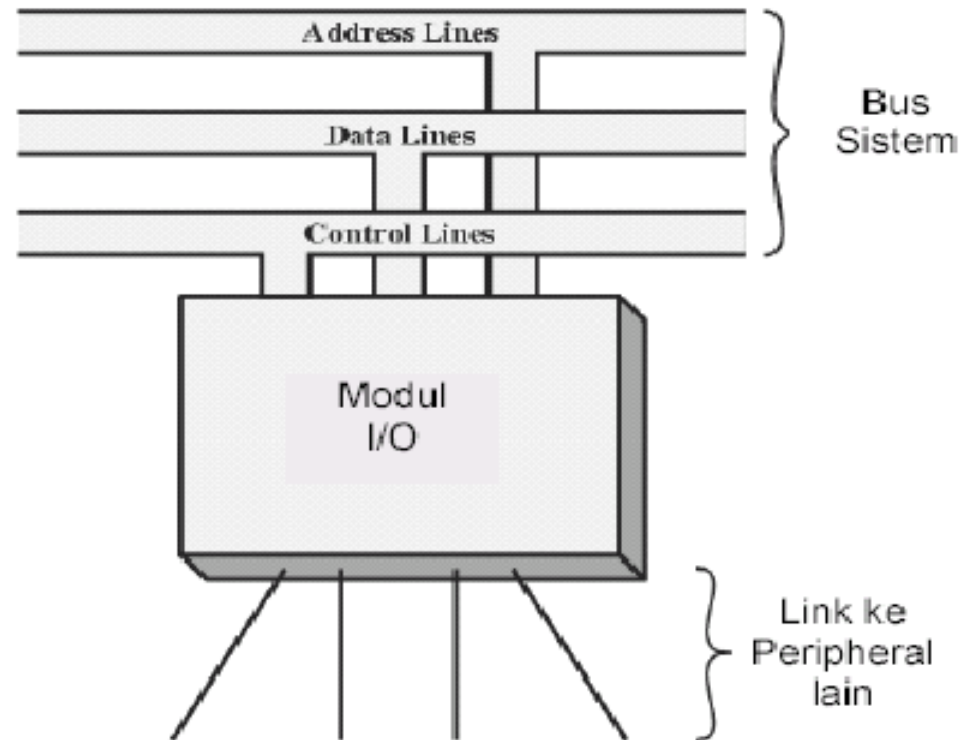 Address Lines
Data Lines
Control Lines
Bus
Sistem
Modul
I/O
Link ke
Peripheral
lain